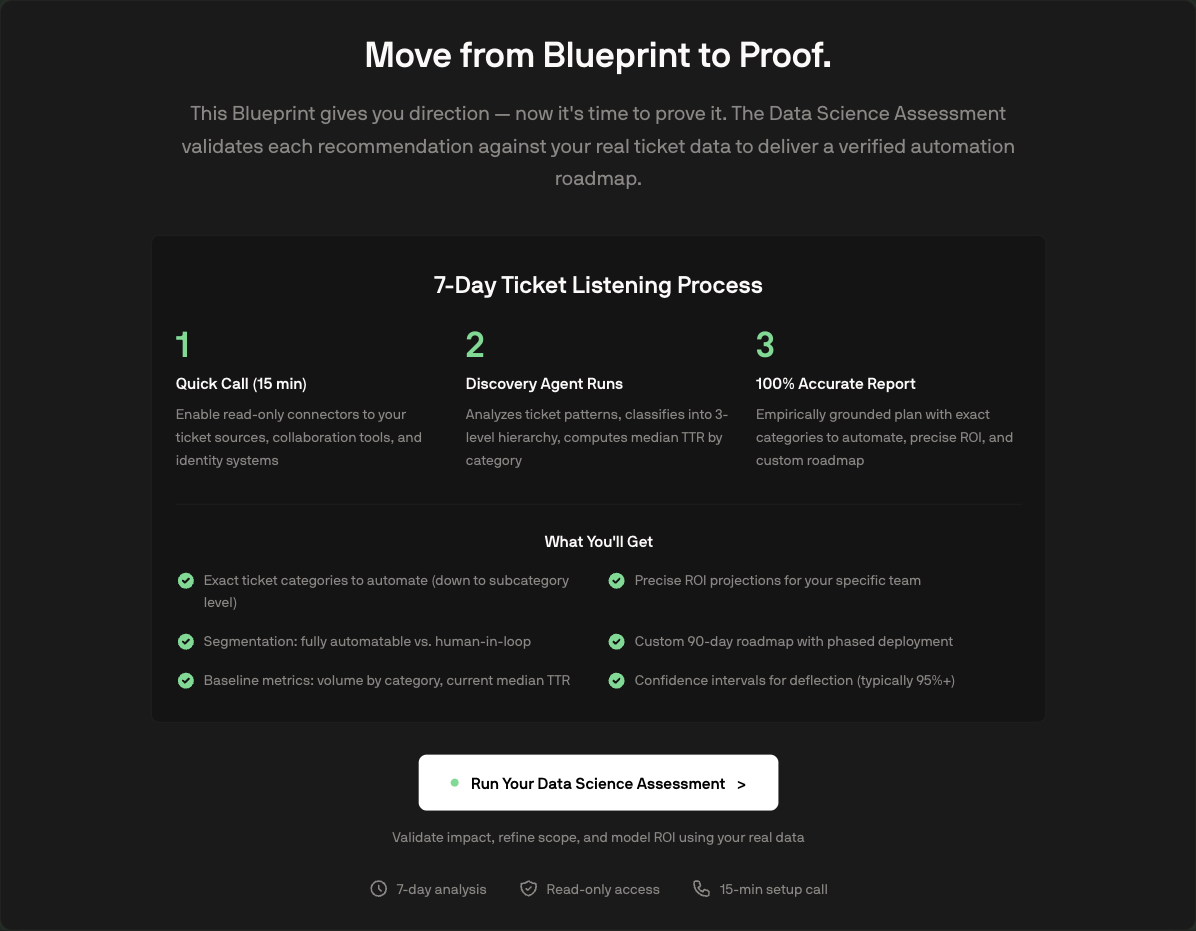 Move from Blueprint to Proof.
This Blueprint gives you direction — now it's time to prove it. The Data Science Assessment
validates each recommendation against your real ticket data to deliver a verified automation
roadmap.
7-Day Ticket Listening Process
1
Quick Call (15 min)
Enable read-only connectors to your
ticket sources, collaboration tools, and
identity systems
2
Discovery Agent Runs
Analyzes ticket patterns, classifies into 3-
level hierarchy, computes median TTR by
category
3
100% Accurate Report
Empirically grounded plan with exact
categories to automate, precise ROI, and
custom roadmap
What You'll Get
Exact ticket categories to automate (down to subcategory
level)
Precise ROI projections for your specific team
Segmentation: fully automatable vs. human-in-loop
Custom 90-day roadmap with phased deployment
Baseline metrics: volume by category, current median TTR
Confidence intervals for deflection (typically 95%+)
Run Your Data Science Assessment >
Validate impact, refine scope, and model ROI using your real data
7-day analysis
Read-only access
15-min setup call